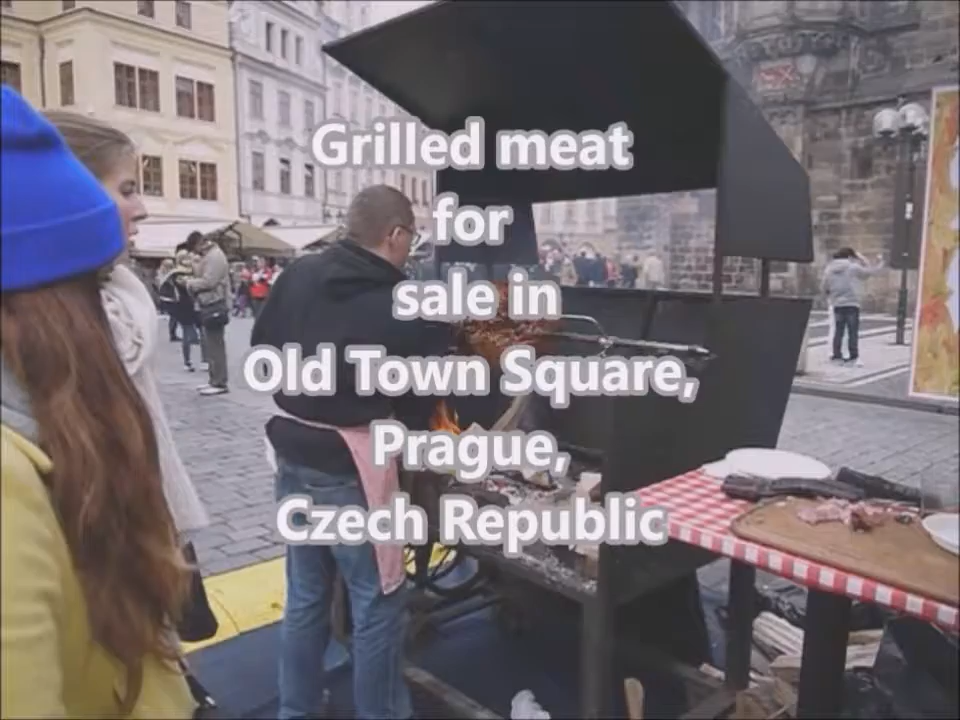 Grilled meat
for
sale in
Old Town Square,
Prague,
Czech Republic